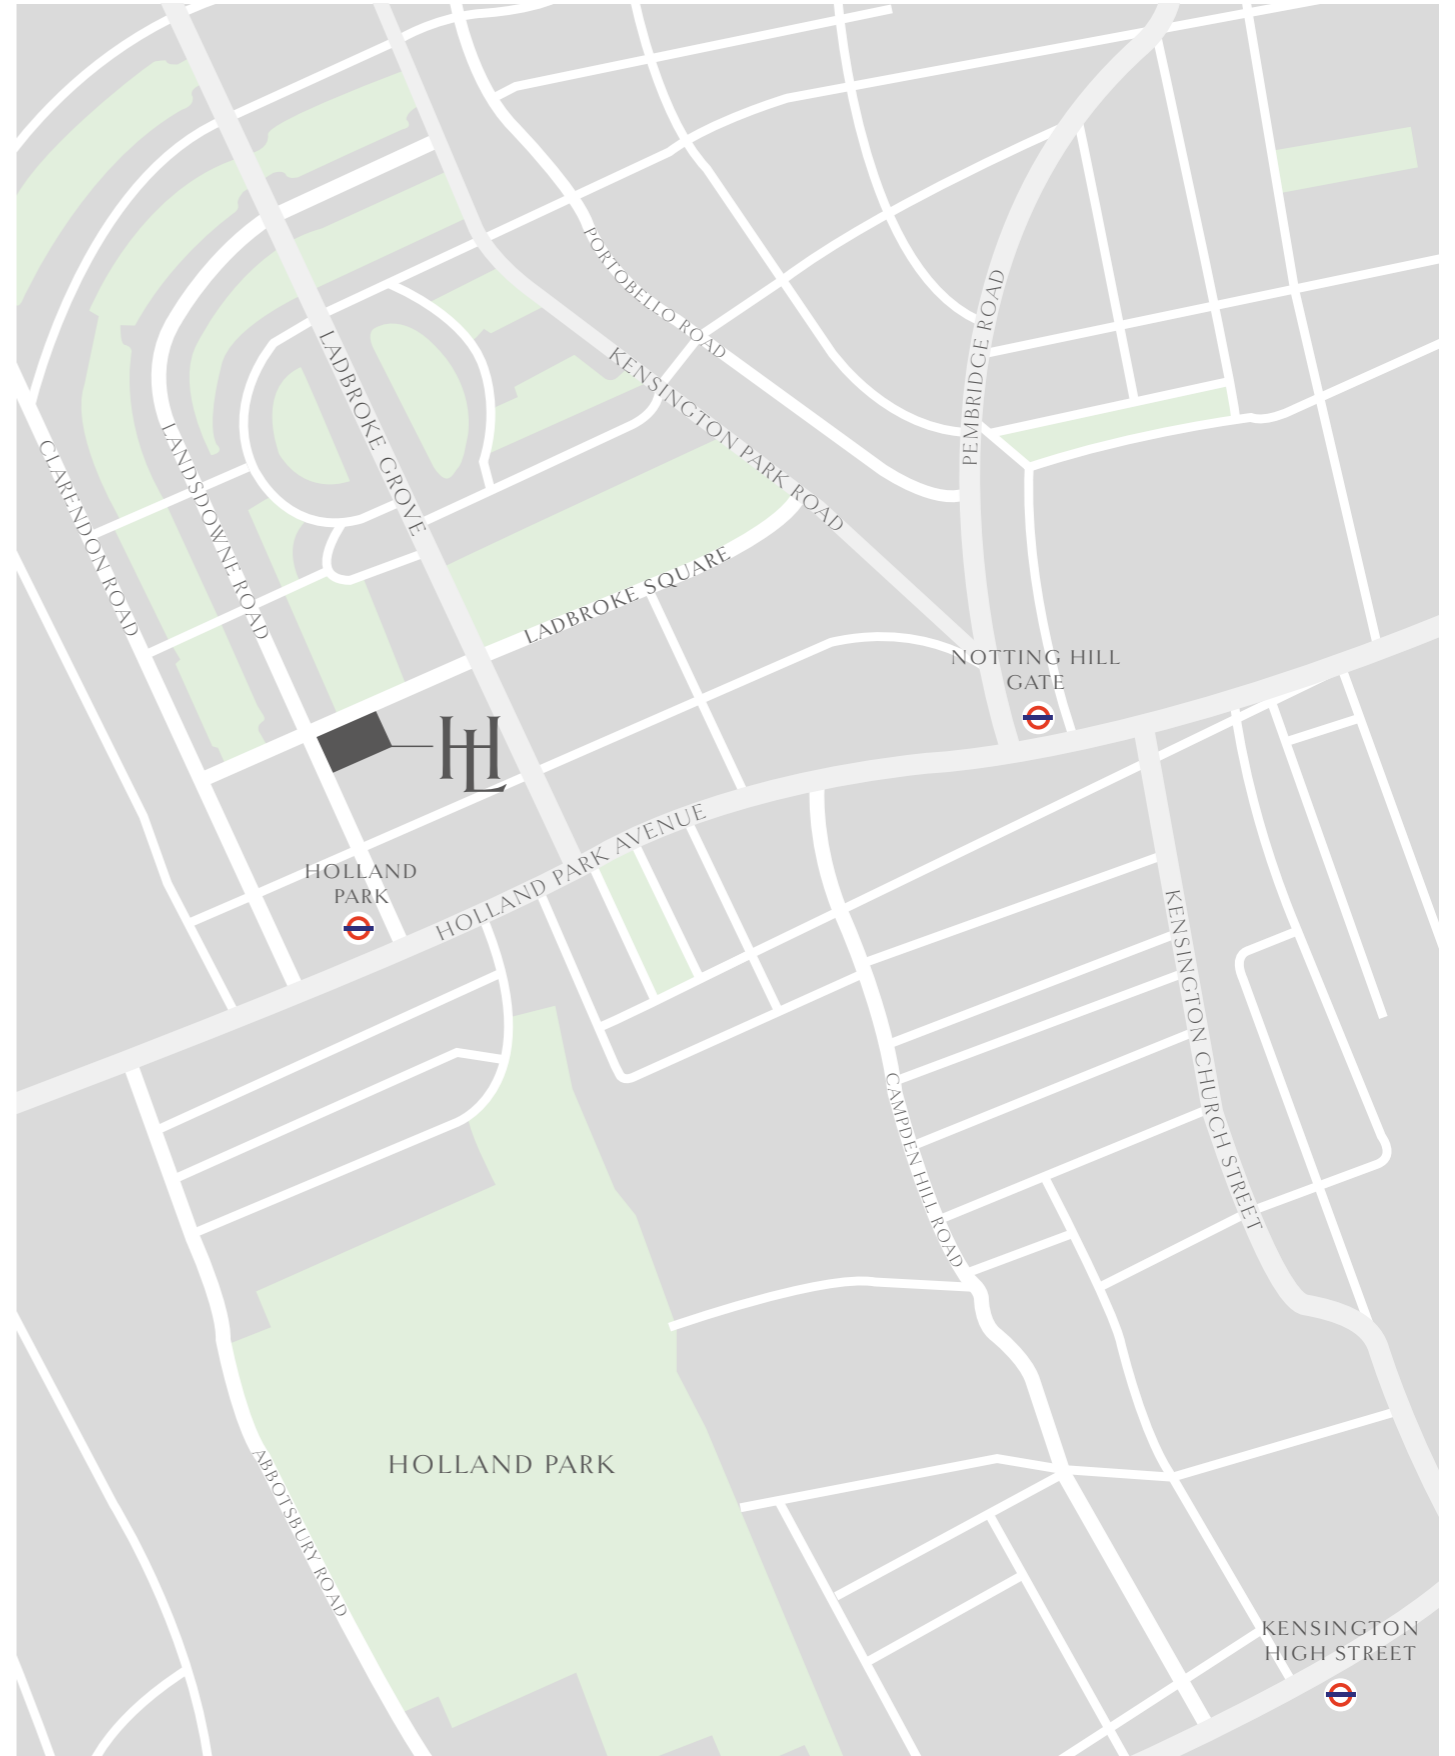 PORTOBELLO ROAD
PEMBRIDGE ROAD
LADBROKE GROVE
KENSINGTON PARK ROAD
CLARENDON ROAD
LANDSDOWNE ROAD
LADBROKE SQUARE
NOTTING HILL
GATE
HL
HOLLAND PARK AVENUE
HOLLAND
PARK
KENSINGTON CHURCH STREET
CAMPDEN HILL ROAD
HOLLAND PARK
ABBOTSBURY ROAD
KENSINGTON
HIGH STREET